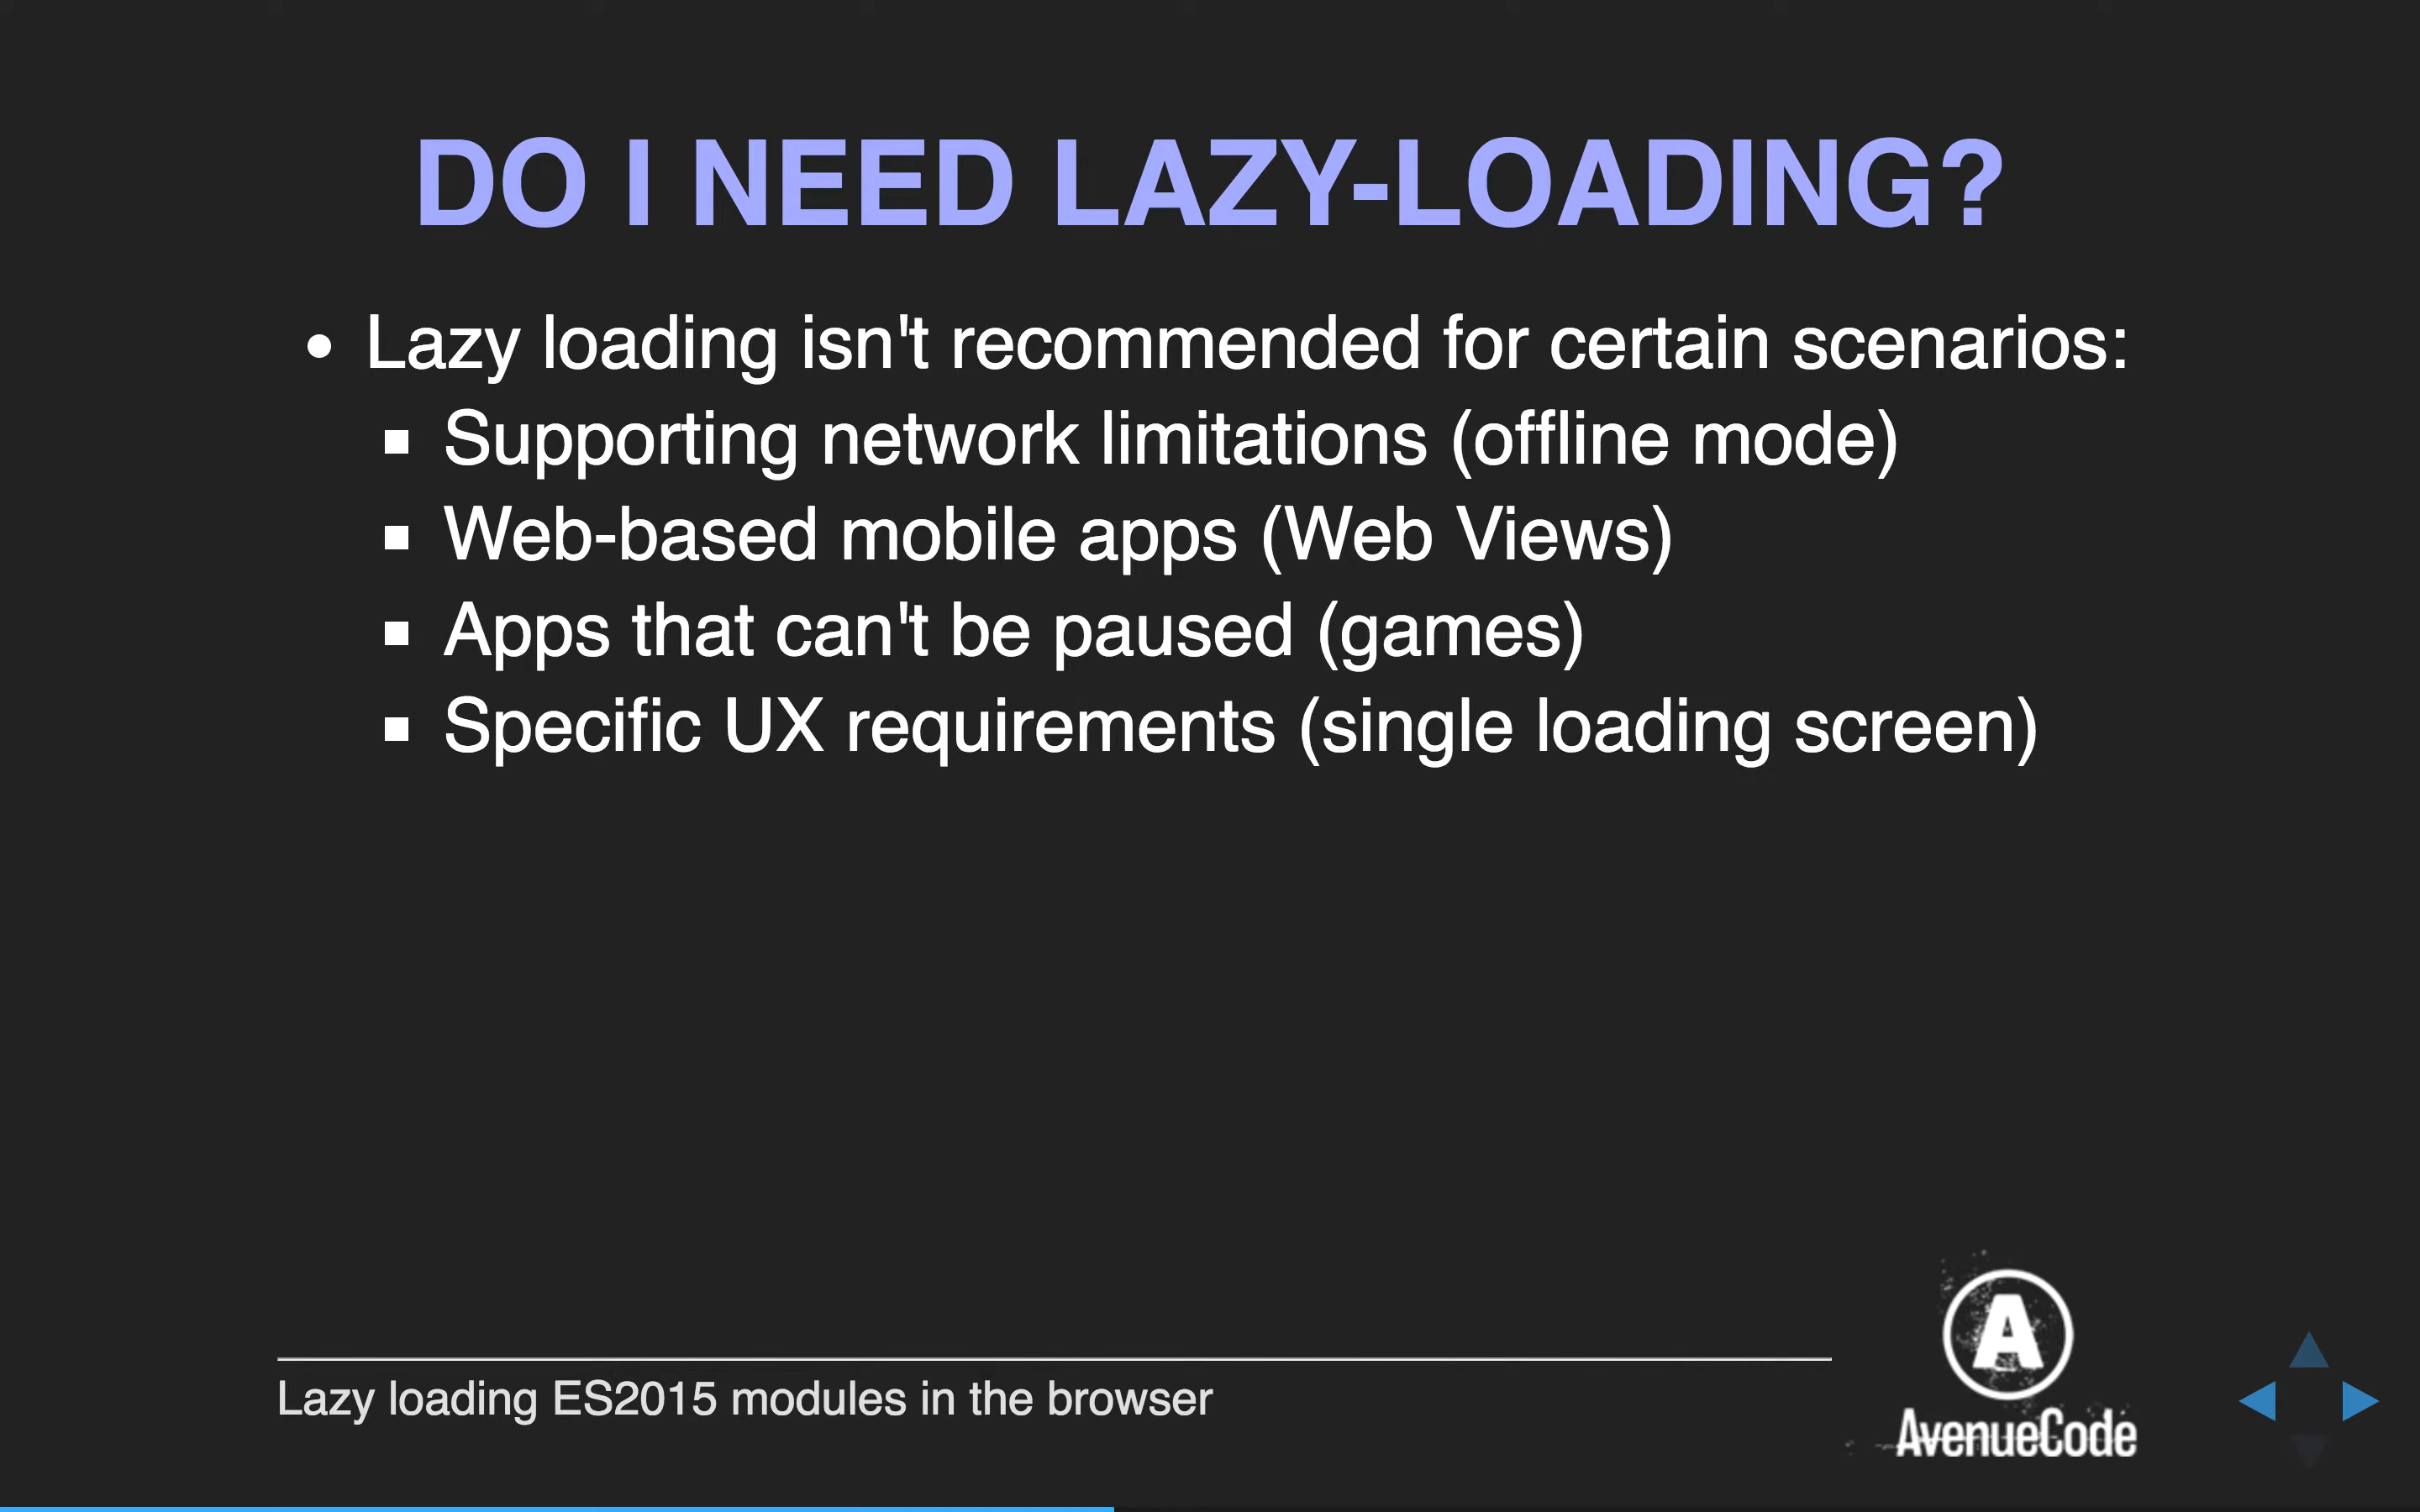 DO I NEED LAZY-LOADING?
Lazy loading isn't recommended for certain scenarios:
Supporting network limitations (offline mode)
Web-based mobile apps (Web Views)
Apps that can't be paused (games)
Specific UX requirements (single loading screen)
Lazy loading ES2015 modules in the browser
A
AvenueCode